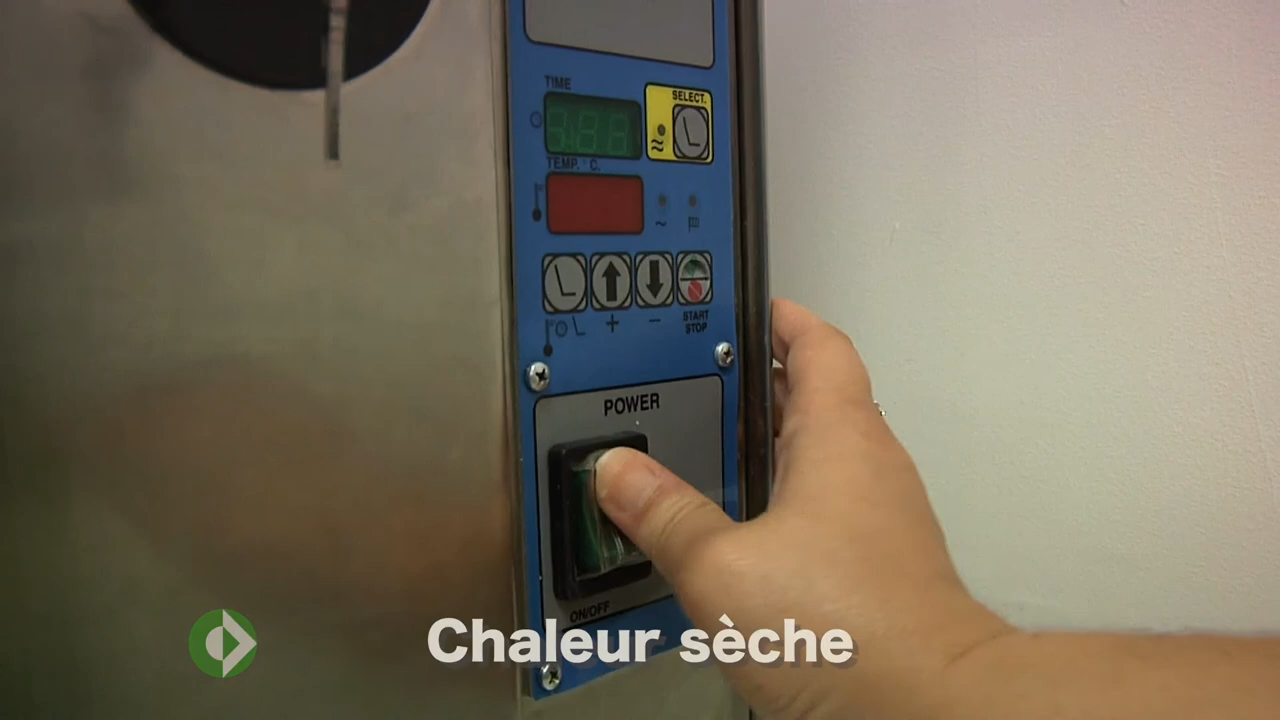 TIME
SELECT.
TEMP. °C.
+ -
START
STOP
POWER
ON/OFF
Chaleur sèche